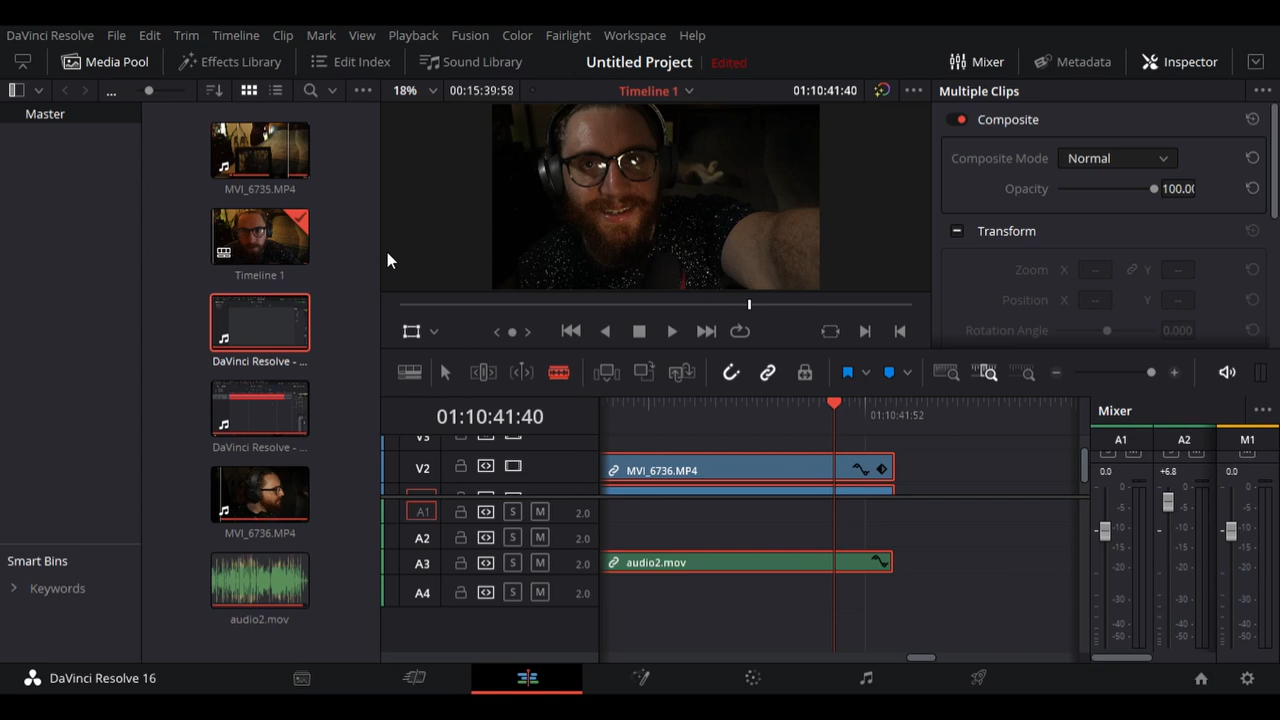 DaVinci Resolve File Edit Trim Timeline Clip Mark View Playback Fusion Color Fairlight Workspace Help
Media Pool Effects Library Edit Index Sound Library Untitled Project Edited Mixer Metadata Inspector
... 18% 00:15:39:58 Timeline 1 01:10:41:40 Multiple Clips
Master
MVI_6735.MP4
Timeline 1
DaVinci Resolve - ...
DaVinci Resolve - ...
MVI_6736.MP4
audio2.mov
Smart Bins
Keywords
Composite
Composite Mode Normal
Opacity 100.00
Transform
Zoom X -- Y --
Position X -- Y --
Rotation Angle 0.000
01:10:41:40
01:10:41:52
V3
V2 MVI_6736.MP4
A1 S M 2.0
A2 S M 2.0
A3 S M 2.0 audio2.mov
A4 S M 2.0
Mixer
A1 A2 M1
0.0 +6.8 0.0
0 0 0
-5 -5 -5
-10 -10 -10
-15 -15 -15
-20 -20 -20
-30 -30 -30
-40 -40 -40
-50 -50 -50
DaVinci Resolve 16